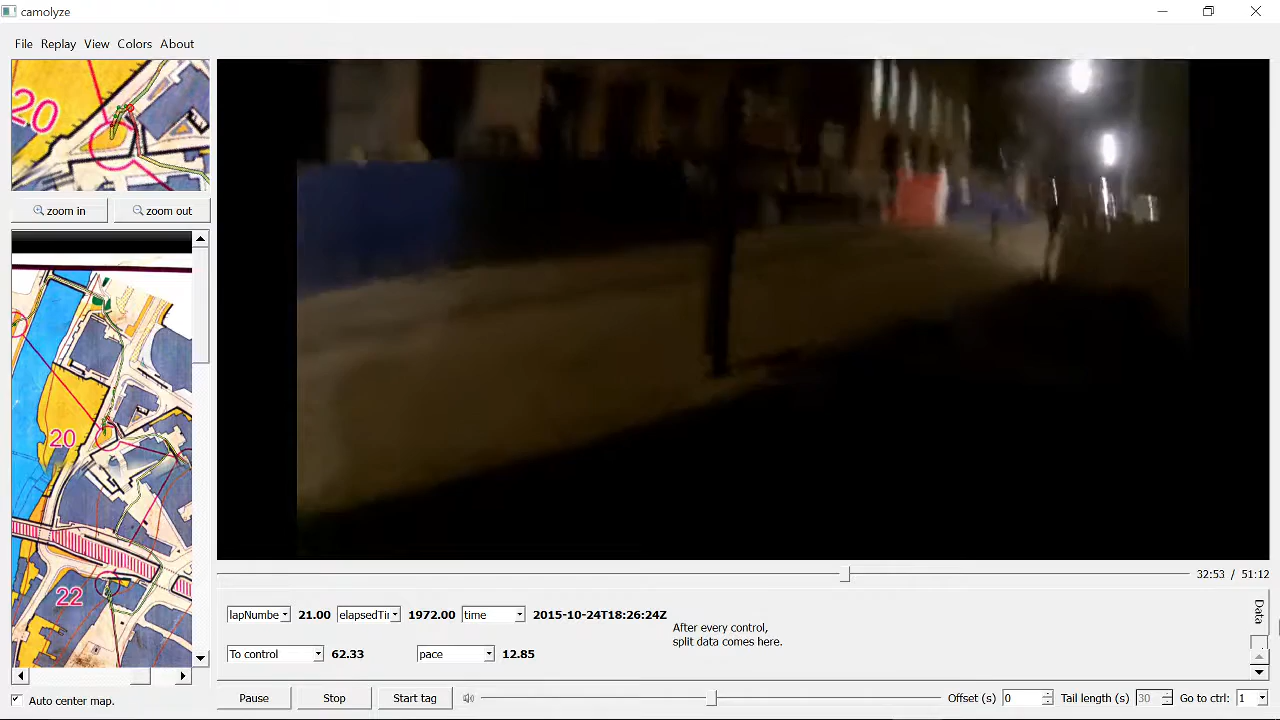 camolyze
File Replay View Colors About
20
zoom in zoom out
20
22
32:53 / 51:12
lapNumbe 21.00 elapsedTii 1972.00 time 2015-10-24T18:26:24Z
After every control,
split data comes here.
To control 62.33 pace 12.85
Data
Auto center map.
Pause Stop Start tag Offset (s) 0 Tail length (s) 30 Go to ctrl: 1